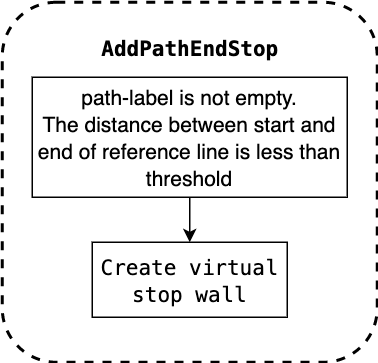 AddPathEndStop
path-label is not empty.
The distance between start and
end of reference line is less than
threshold
Create virtual
stop wall